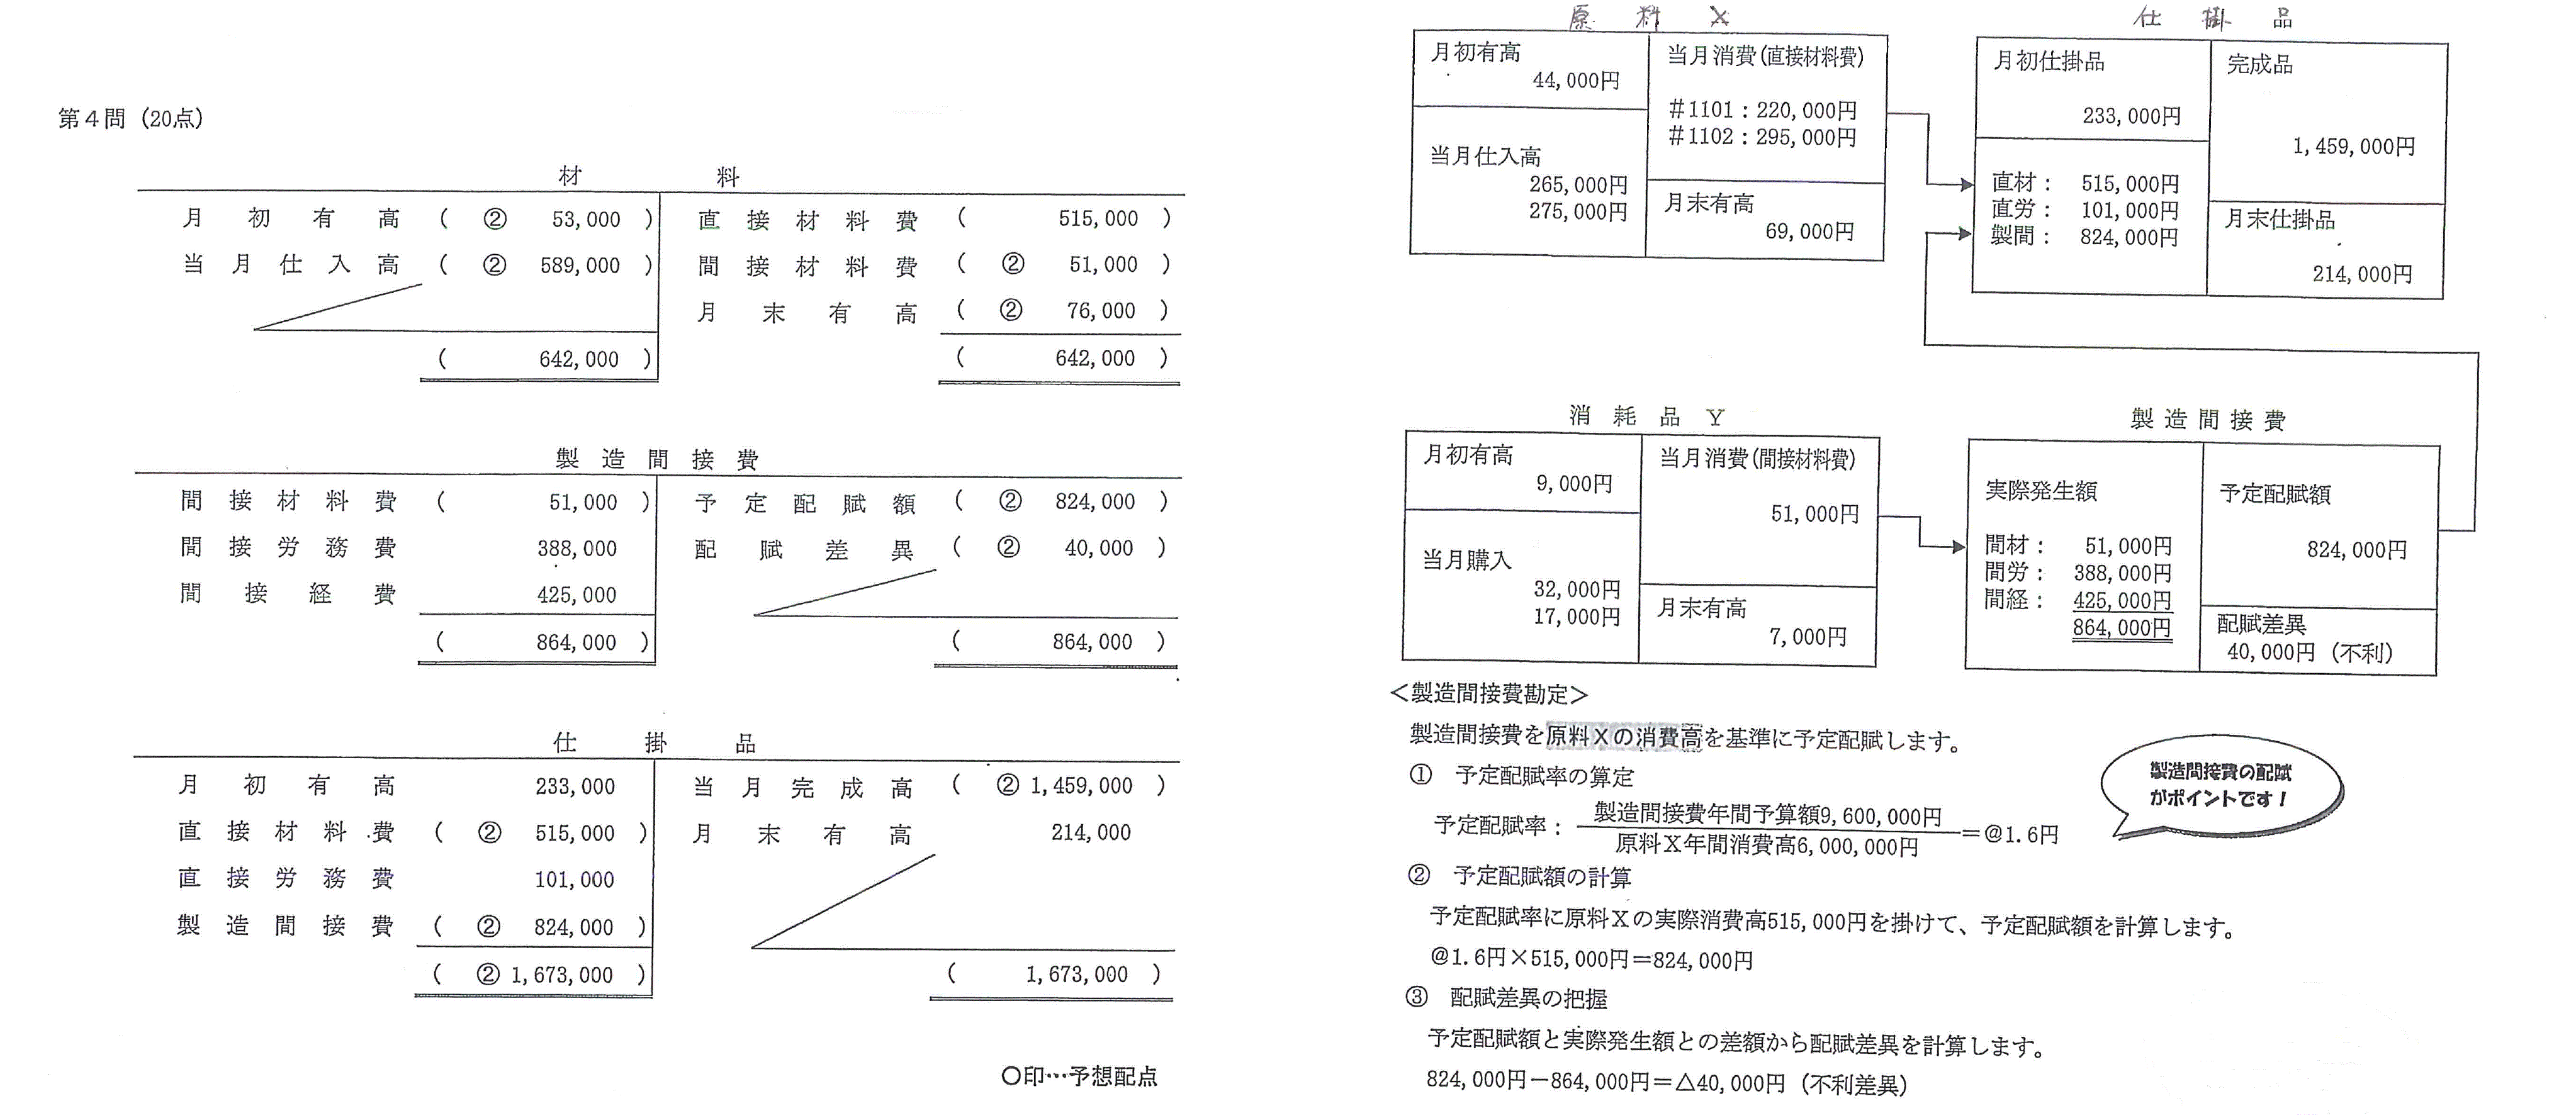 第４問（20点）
材料
月初有高（② 53,000）直接材料費（515,000）
当月仕入高（② 589,000）間接材料費（② 51,000）
月末有高（② 76,000）
（642,000）（642,000）
製造間接費
間接材料費（51,000）予定配賦額（② 824,000）
間接労務費 388,000 配賦差異（② 40,000）
間接経費 425,000
（864,000）（864,000）
仕掛品
月初有高 233,000 当月完成高（② 1,459,000）
直接材料費（② 515,000）月末有高 214,000
直接労務費 101,000
製造間接費（② 824,000）
（② 1,673,000）（1,673,000）
○印…予想配点
原料X
月初有高
44,000円
当月仕入高
265,000円
275,000円
当月消費(直接材料費)
＃1101：220,000円
＃1102：295,000円
月末有高
69,000円
仕掛品
月初仕掛品
233,000円
直材：515,000円
直労：101,000円
製間：824,000円
完成品
1,459,000円
月末仕掛品
214,000円
消耗品Y
月初有高
9,000円
当月購入
32,000円
17,000円
当月消費(間接材料費)
51,000円
月末有高
7,000円
製造間接費
実際発生額
間材：51,000円
間労：388,000円
間経：425,000円
864,000円
予定配賦額
824,000円
配賦差異
40,000円（不利）
＜製造間接費勘定＞
製造間接費を原料Xの消費高を基準に予定配賦します。
① 予定配賦率の算定
予定配賦率：製造間接費年間予算額9,600,000円
原料X年間消費高6,000,000円
＝@1.6円
製造間接費の配賦
がポイントです！
② 予定配賦額の計算
予定配賦率に原料Xの実際消費高515,000円を掛けて、予定配賦額を計算します。
@1.6円×515,000円＝824,000円
③ 配賦差異の把握
予定配賦額と実際発生額との差額から配賦差異を計算します。
824,000円－864,000円＝△40,000円（不利差異）